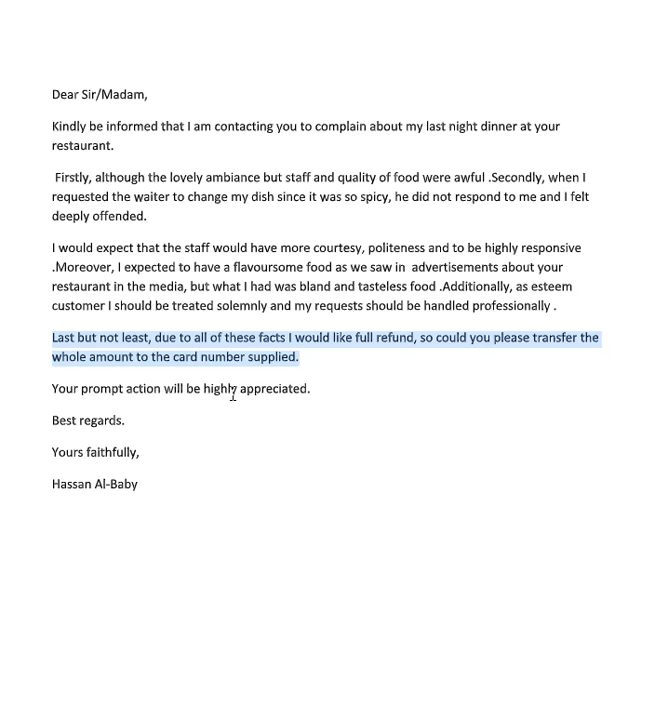 Dear Sir/Madam,
Kindly be informed that I am contacting you to complain about my last night dinner at your
restaurant.
Firstly, although the lovely ambiance but staff and quality of food were awful .Secondly, when I
requested the waiter to change my dish since it was so spicy, he did not respond to me and I felt
deeply offended.
I would expect that the staff would have more courtesy, politeness and to be highly responsive
.Moreover, I expected to have a flavoursome food as we saw in  advertisements about your
restaurant in the media, but what I had was bland and tasteless food .Additionally, as esteem
customer I should be treated solemnly and my requests should be handled professionally .
Last but not least, due to all of these facts I would like full refund, so could you please transfer the
whole amount to the card number supplied.
Your prompt action will be highly appreciated.
Best regards.
Yours faithfully,
Hassan Al-Baby